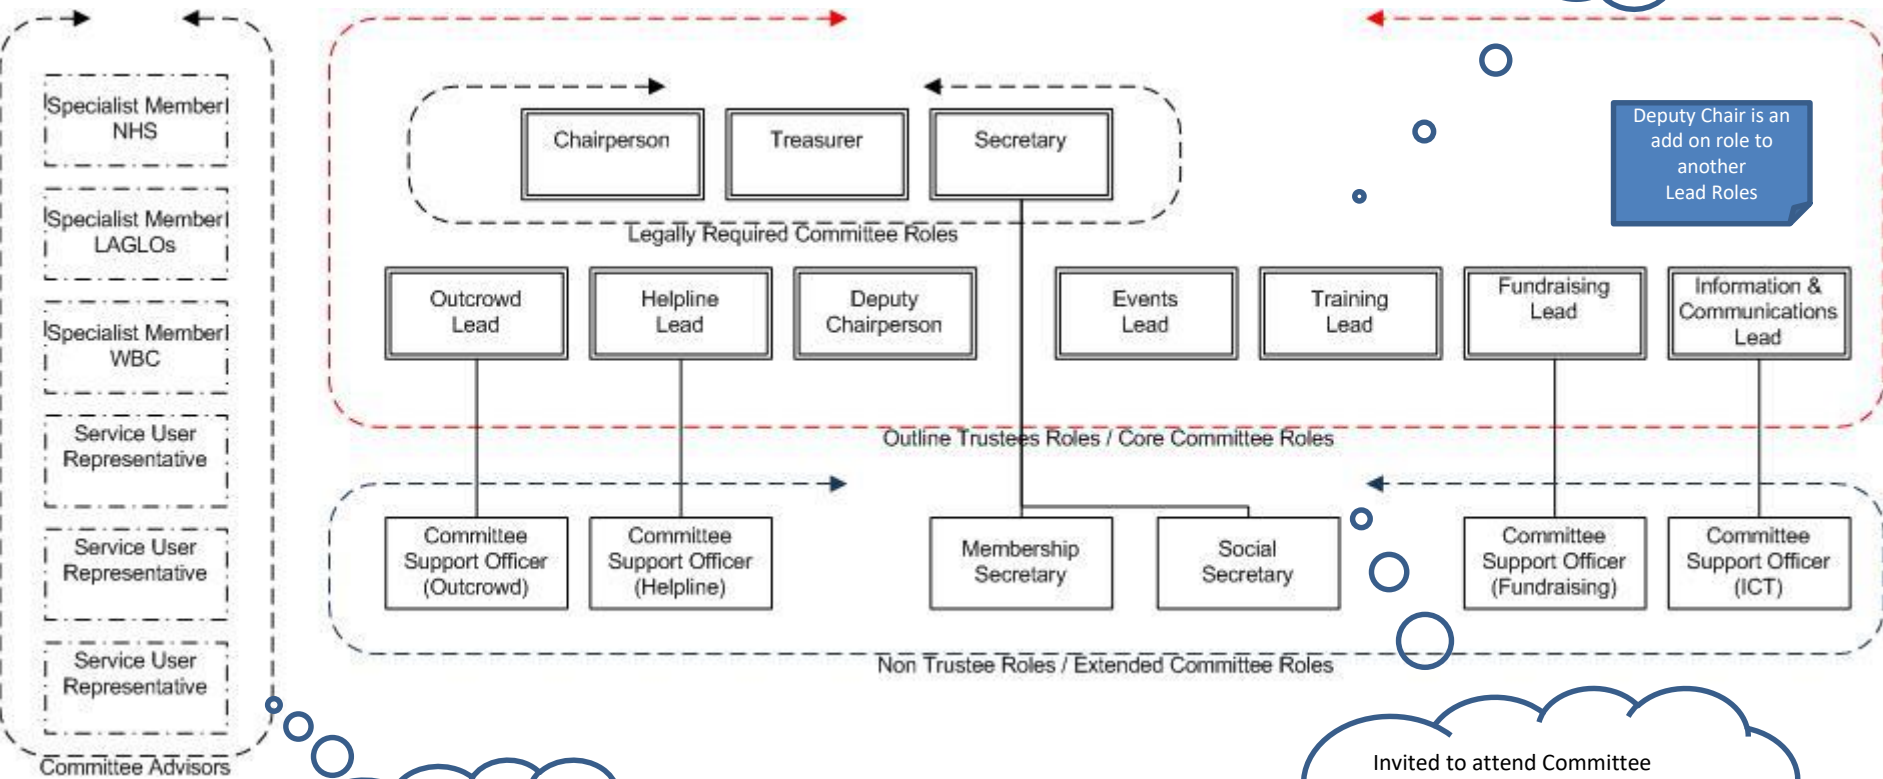 Specialist Member
NHS
Specialist Member
LAGLOs
Specialist Member
WBC
Service User
Representative
Service User
Representative
Service User
Representative
Committee Advisors
Chairperson
Treasurer
Secretary
Legally Required Committee Roles
Deputy Chair is an
add on role to
another
Lead Roles
Outcrowd
Lead
Helpline
Lead
Deputy
Chairperson
Events
Lead
Training
Lead
Fundraising
Lead
Information &
Communications
Lead
Outline Trustees Roles / Core Committee Roles
Committee
Support Officer
(Outcrowd)
Committee
Support Officer
(Helpline)
Membership
Secretary
Social
Secretary
Committee
Support Officer
(Fundraising)
Committee
Support Officer
(ICT)
Non Trustee Roles / Extended Committee Roles
Invited to attend Committee